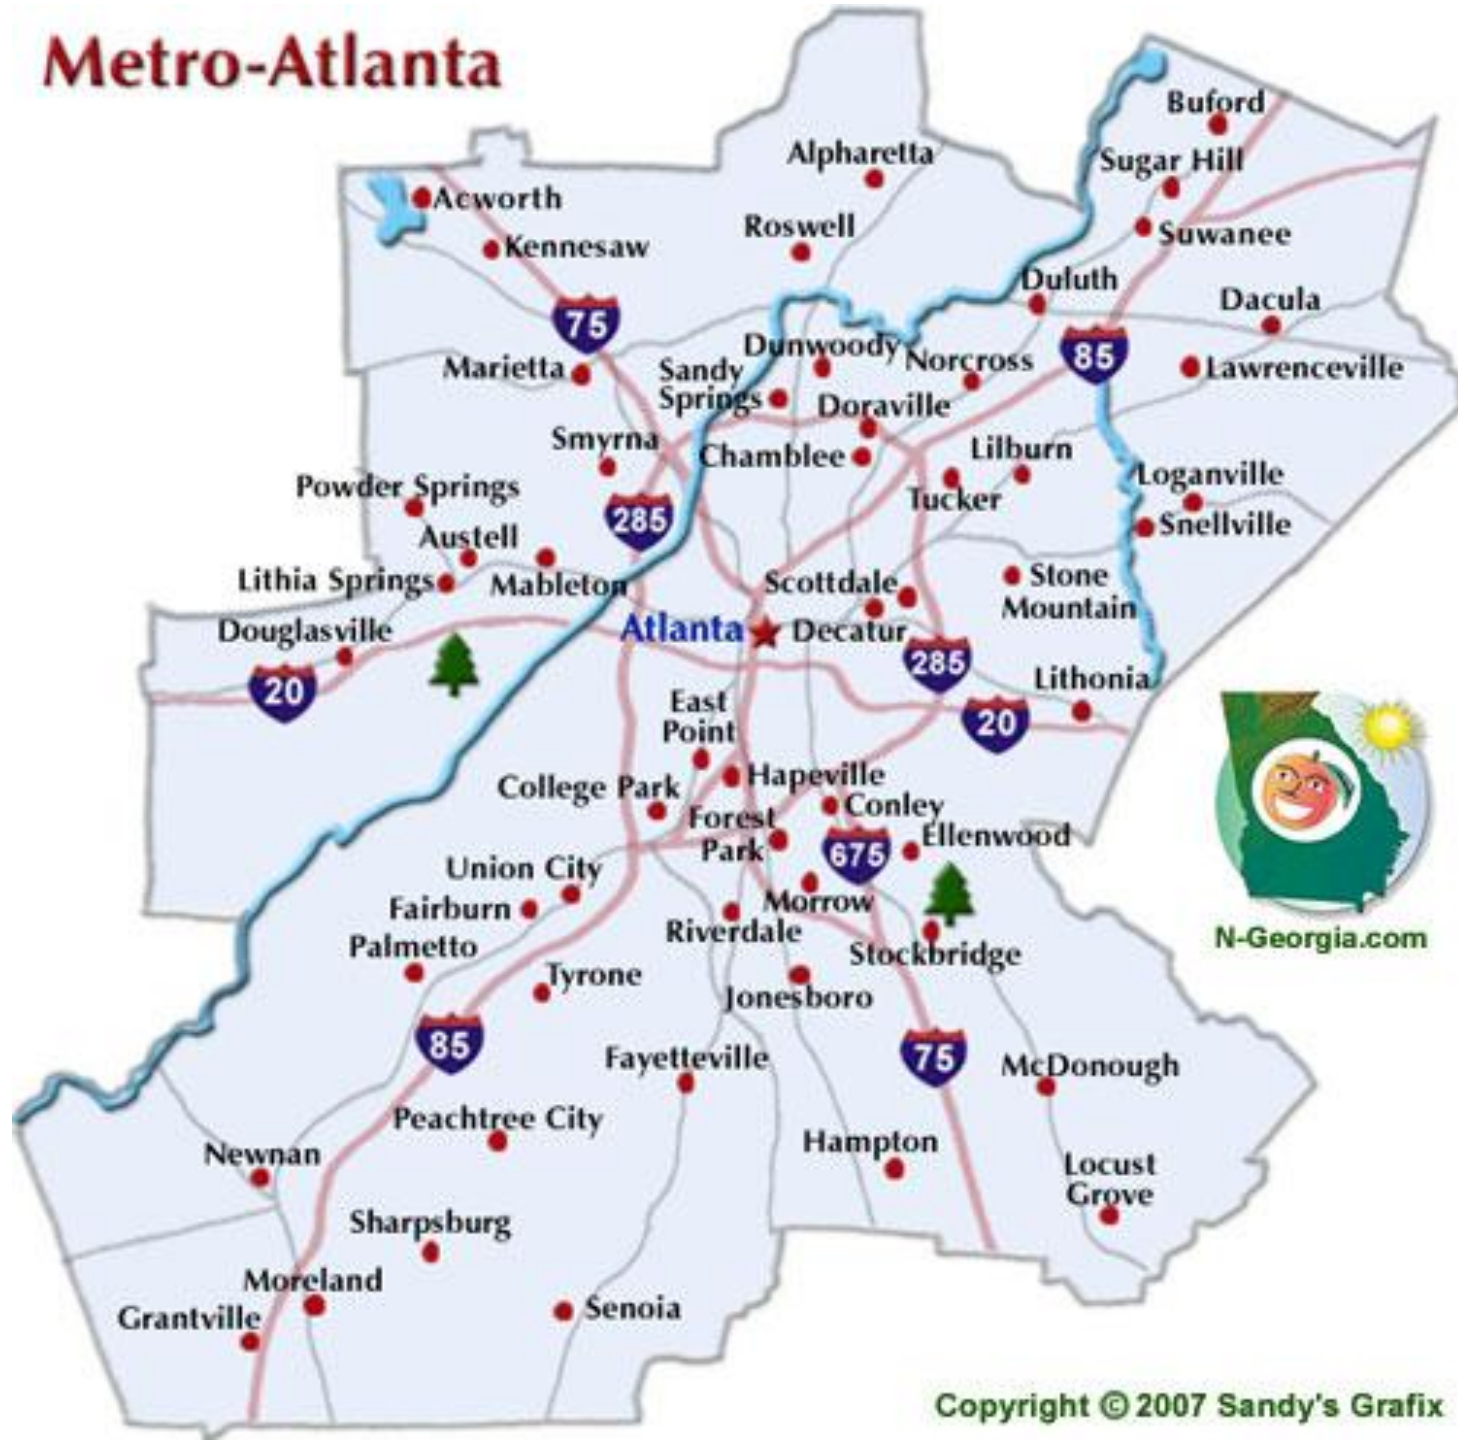 Metro-Atlanta
Buford
Alpharetta
Sugar Hill
Acworth
Roswell
Suwanee
Kennesaw
Duluth
Dacula
75
Dunwoody
85
Norcross
Marietta
Sandy
Springs
Lawrenceville
Doraville
Smyrna
Chamblee
Lilburn
Powder Springs
Tucker
Loganville
285
Snellville
Austell
Lithia Springs
Mableton
Scottdale
Stone
Mountain
Douglasville
Atlanta
Decatur
285
20
Lithonia
East
Point
20
College Park
Hapeville
Conley
Forest
Park
Ellenwood
675
Union City
Fairburn
Morrow
Riverdale
Palmetto
Stockbridge
N-Georgia.com
Tyrone
Jonesboro
85
Fayetteville
75
McDonough
Peachtree City
Hampton
Newnan
Locust
Grove
Sharpsburg
Moreland
Grantville
Senoia
Copyright © 2007 Sandy's Grafix